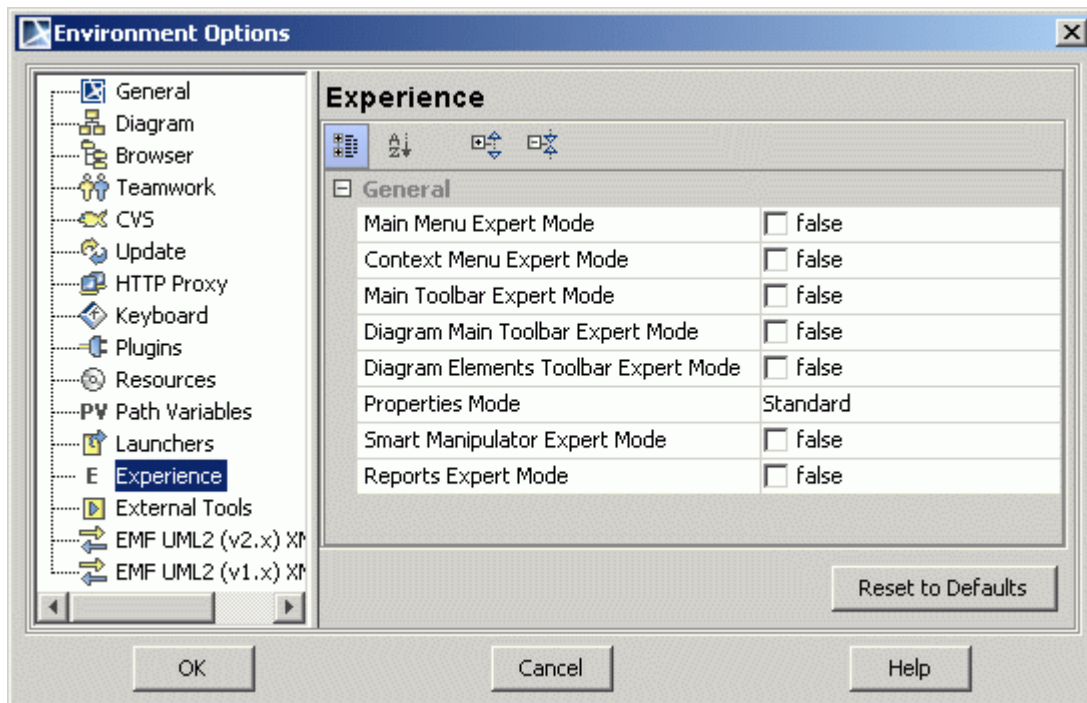 Environment Options
General
Diagram
Browser
Teamwork
CVS
Update
HTTP Proxy
Keyboard
Plugins
Resources
PV Path Variables
Launchers
E Experience
External Tools
EMF UML2 (v2.x) XM
EMF UML2 (v1.x) XM
Experience
General
Main Menu Expert Mode false
Context Menu Expert Mode false
Main Toolbar Expert Mode false
Diagram Main Toolbar Expert Mode false
Diagram Elements Toolbar Expert Mode false
Properties Mode Standard
Smart Manipulator Expert Mode false
Reports Expert Mode false
Reset to Defaults
OK Cancel Help